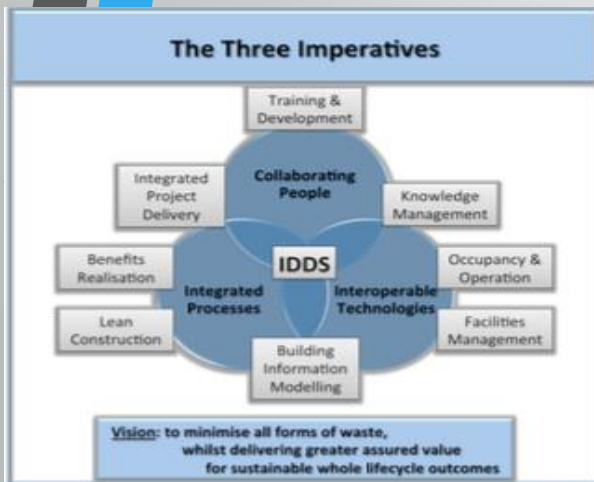 The Three Imperatives
Training &
Development
Collaborating
People
Integrated
Project
Delivery
Knowledge
Management
IDDS
Benefits
Realisation
Occupancy &
Operation
Integrated
Processes
Interoperable
Technologies
Lean
Construction
Facilities
Management
Building
Information
Modelling
Vision: to minimise all forms of waste,
whilst delivering greater assured value
for sustainable whole lifecycle outcomes